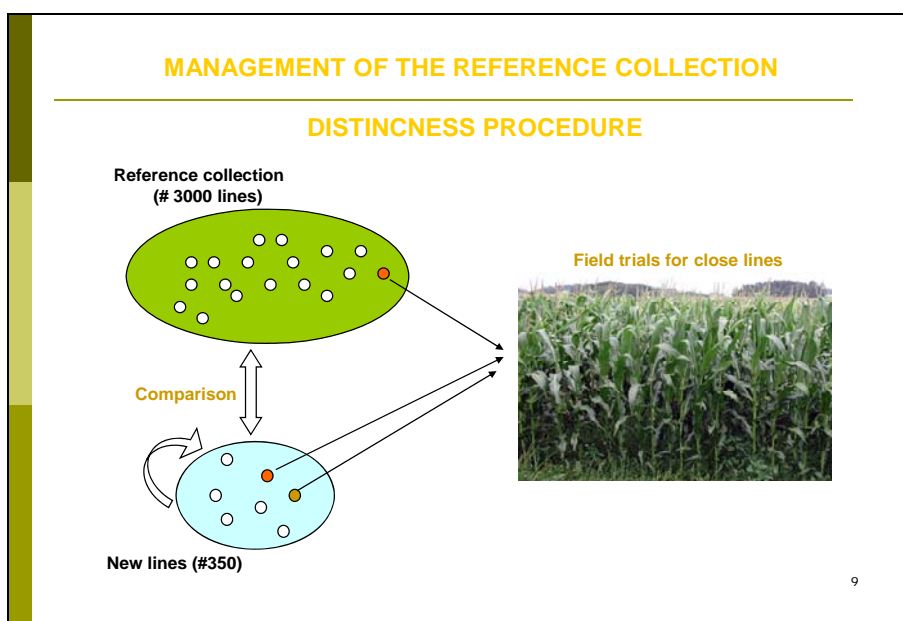 MANAGEMENT OF THE REFERENCE COLLECTION
DISTINCNESS PROCEDURE
Reference collection
(# 3000 lines)
Field trials for close lines
Comparison
New lines (#350)
9